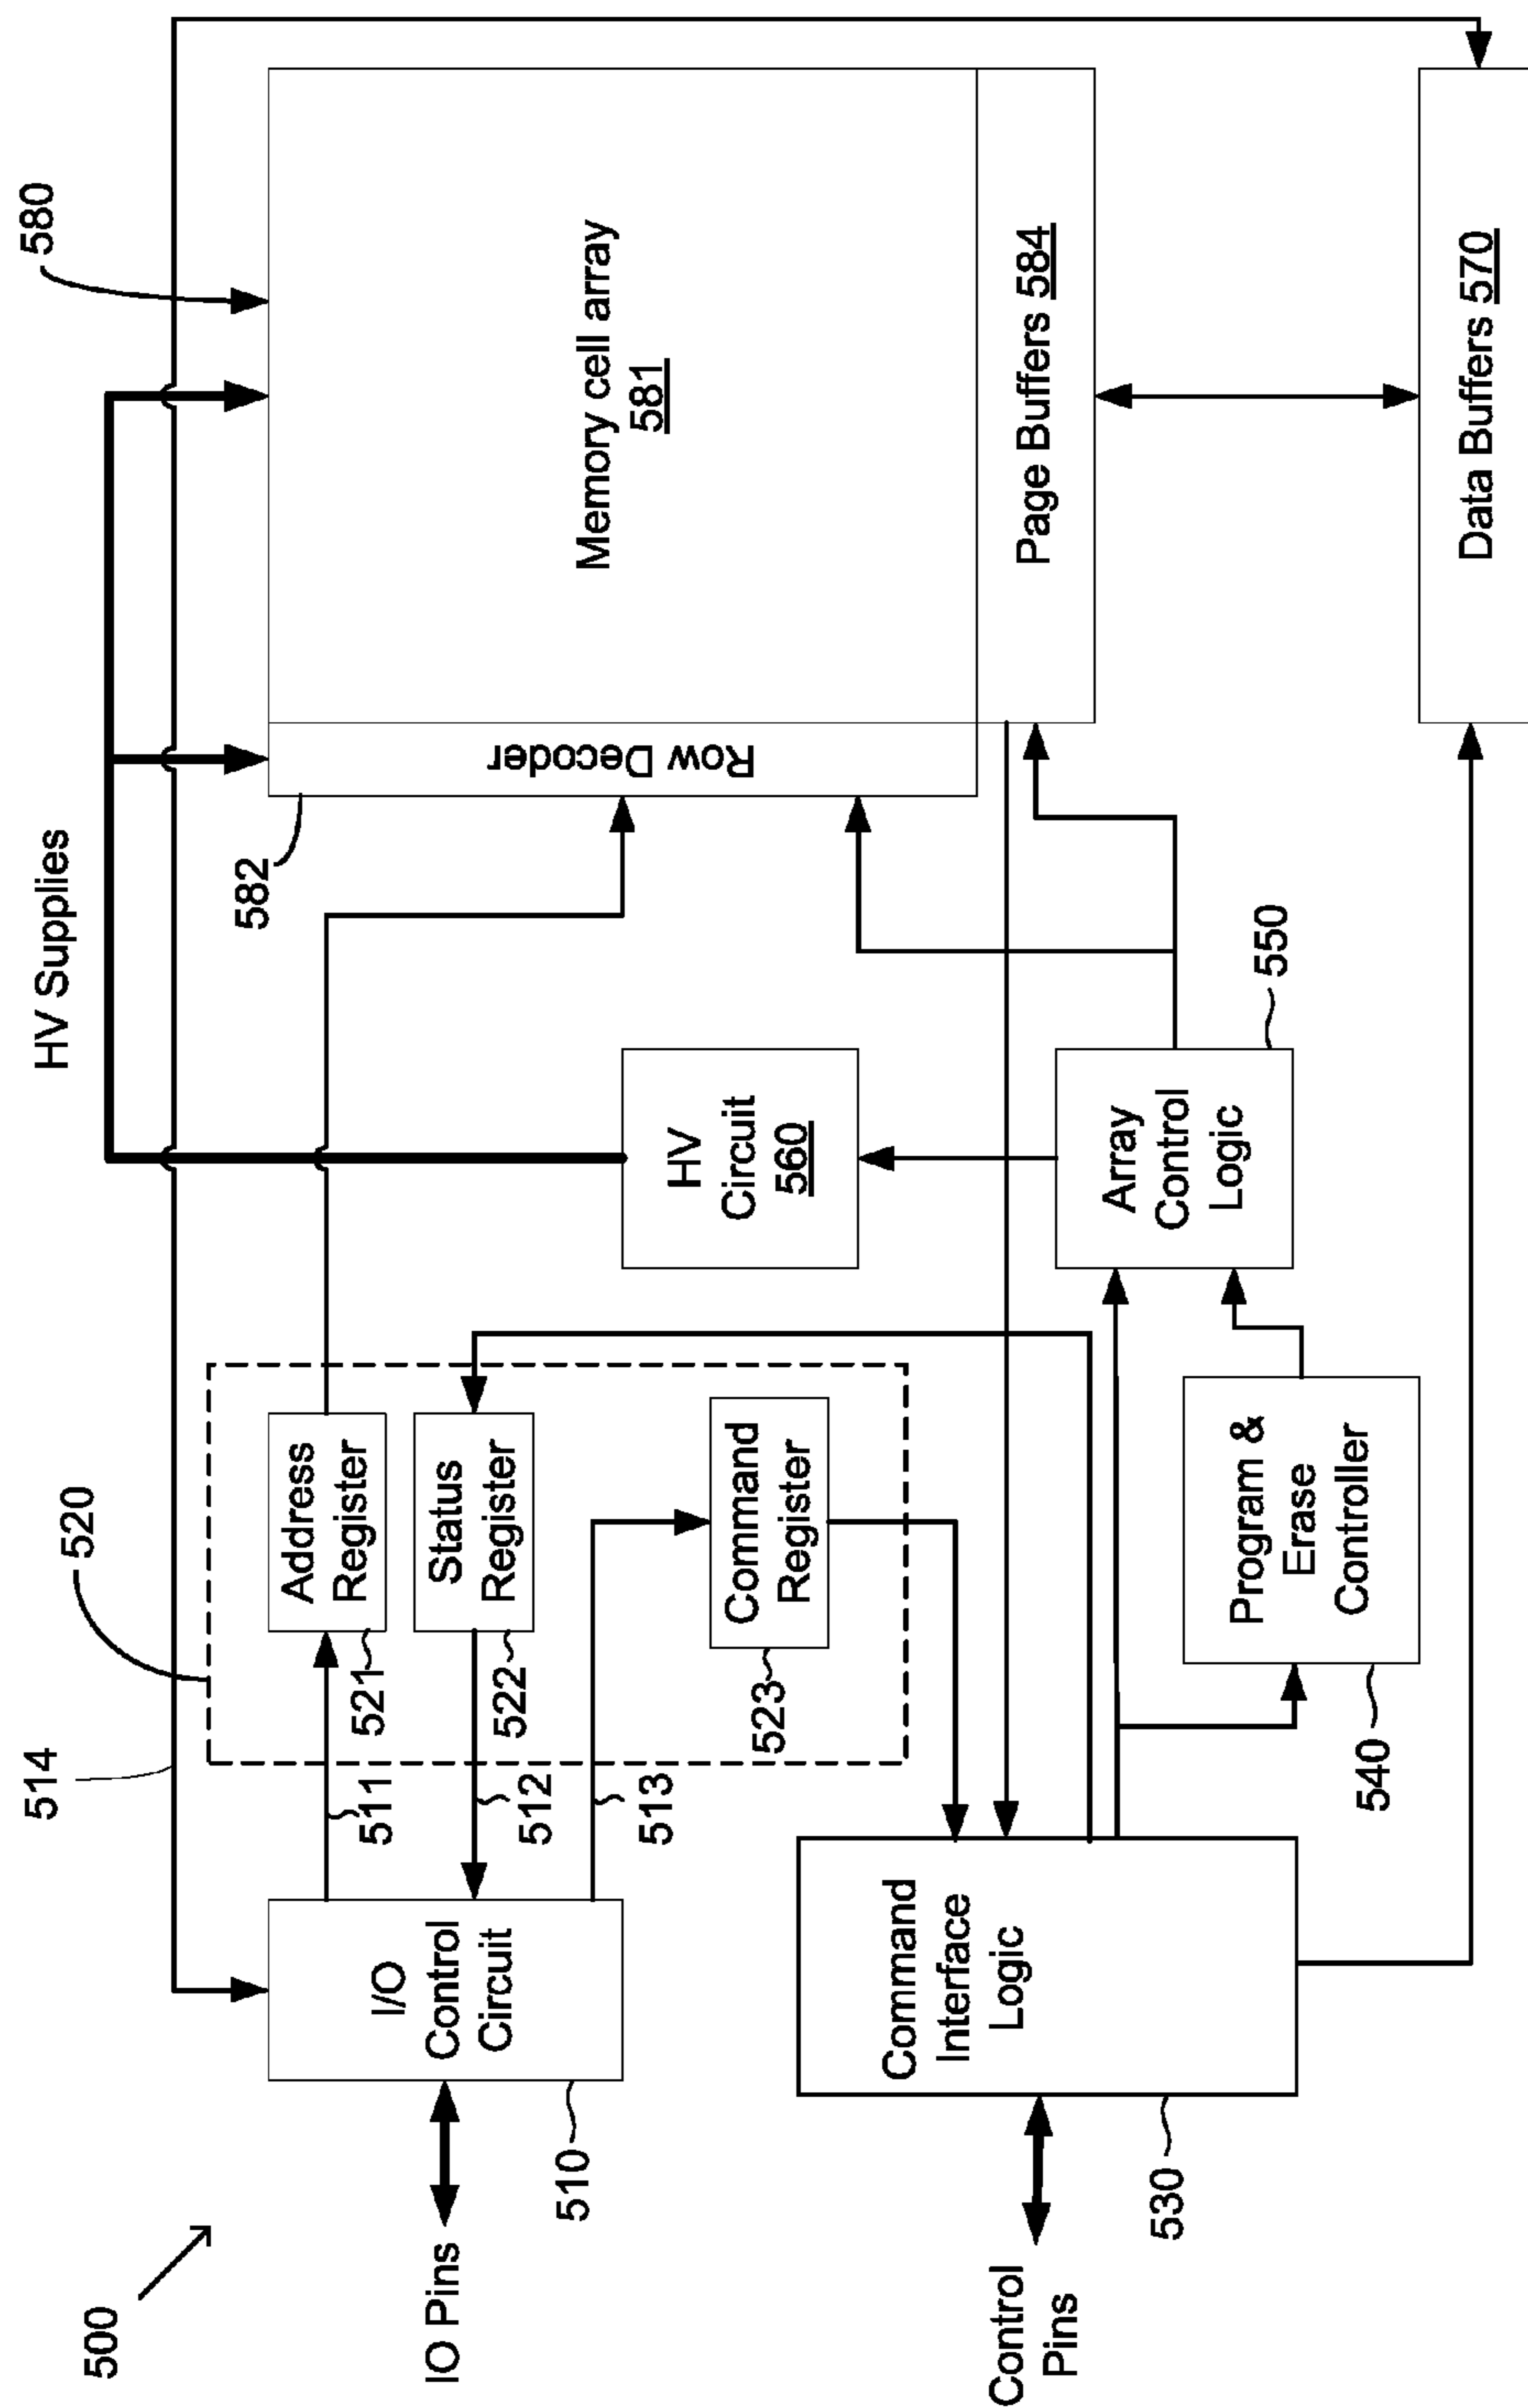 500
IO Pins
Control
Pins
510
I/O
Control
Circuit
530
Command
Interface
Logic
514
511
512
513
520
521
522
523
Address
Register
Status
Register
Command
Register
540
Program &
Erase
Controller
HV Supplies
HV
Circuit
560
Array
Control
Logic
550
582
Row Decoder
580
Memory cell array
581
Page Buffers 584
Data Buffers 570